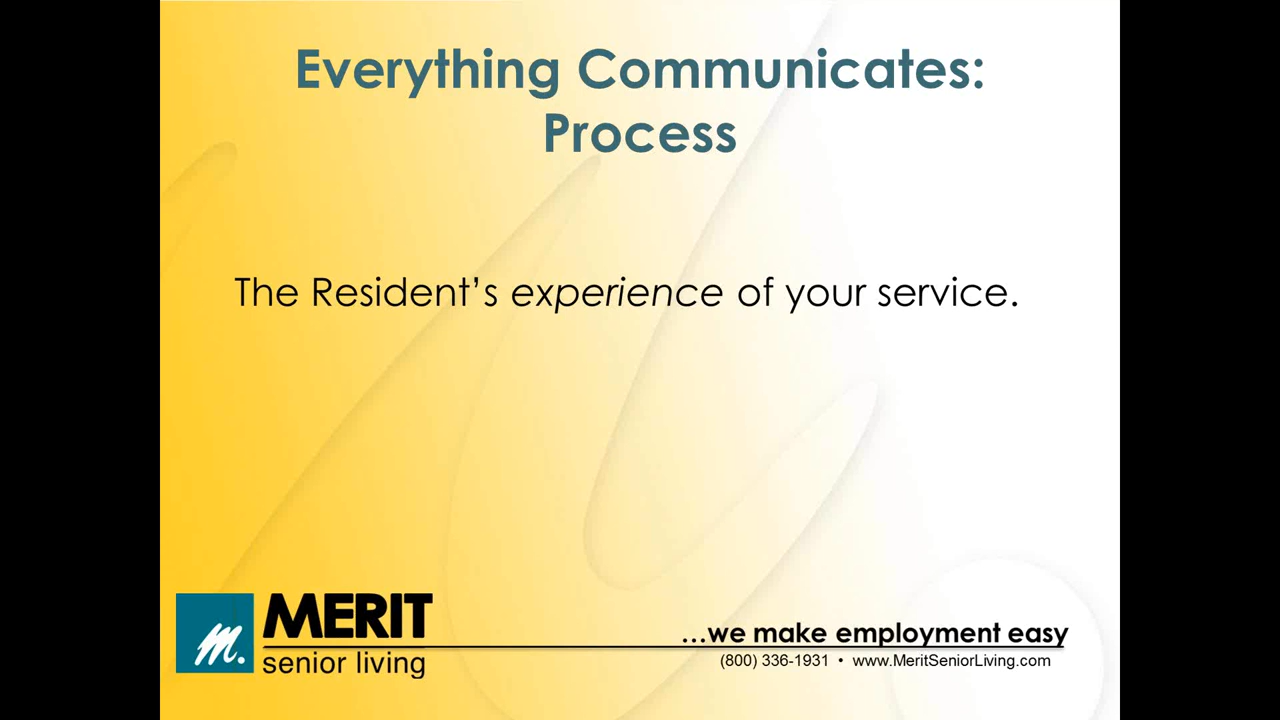 Everything Communicates:
Process
The Resident’s experience of your service.
m.
MERIT
senior living
...we make employment easy
(800) 336-1931 • www.MeritSeniorLiving.com